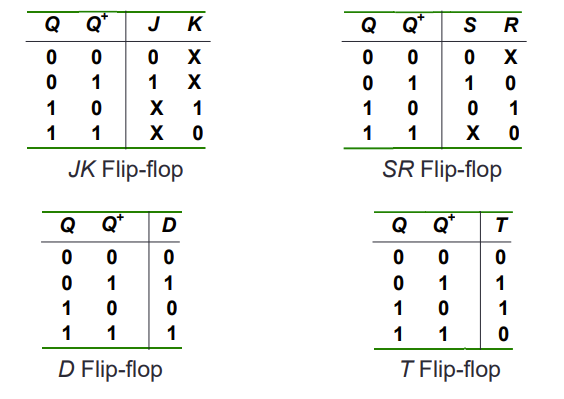 Q Q⁺ J K
0 0 0 X
0 1 1 X
1 0 X 1
1 1 X 0
JK Flip-flop
Q Q⁺ S R
0 0 0 X
0 1 1 0
1 0 0 1
1 1 X 0
SR Flip-flop
Q Q⁺ D
0 0 0
0 1 1
1 0 0
1 1 1
D Flip-flop
Q Q⁺ T
0 0 0
0 1 1
1 0 1
1 1 0
T Flip-flop